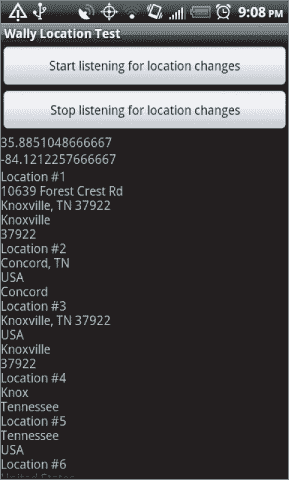 9:08 PM
Wally Location Test
Start listening for location changes
Stop listening for location changes
35.8851048666667
-84.1212257666667
Location #1
10639 Forest Crest Rd
Knoxville, TN 37922
Knoxville
37922
Location #2
Concord, TN
USA
Concord
Location #3
Knoxville, TN 37922
USA
Knoxville
37922
Location #4
Knox
Tennessee
Location #5
Tennessee
USA
Location #6
United States